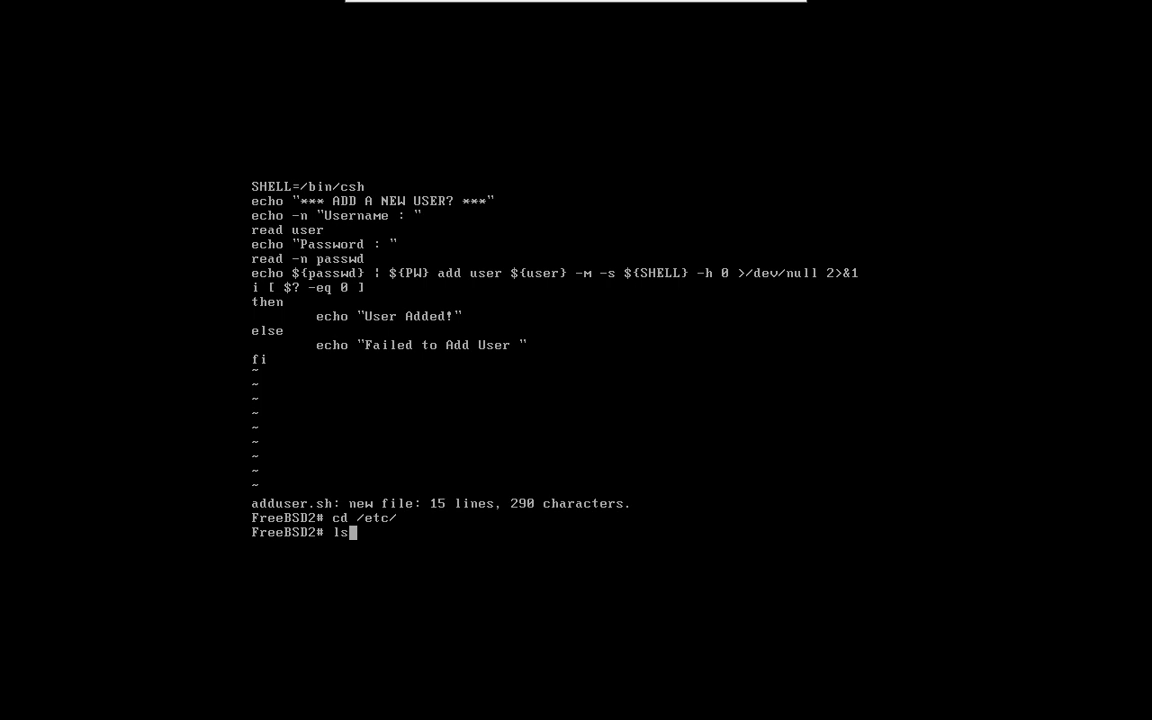 SHELL=/bin/csh
echo "*** ADD A NEW USER? ***"
echo -n "Username : "
read user
echo "Password : "
read -n passwd
echo ${passwd} | ${PW} add user ${user} -m -s ${SHELL} -h 0 >/dev/null 2>&1
i [ $? -eq 0 ]
then
        echo "User Added!"
else
        echo "Failed to Add User "
fi
~
~
~
~
~
~
~
~
~
adduser.sh: new file: 15 lines, 290 characters.
FreeBSD2# cd /etc/
FreeBSD2# ls